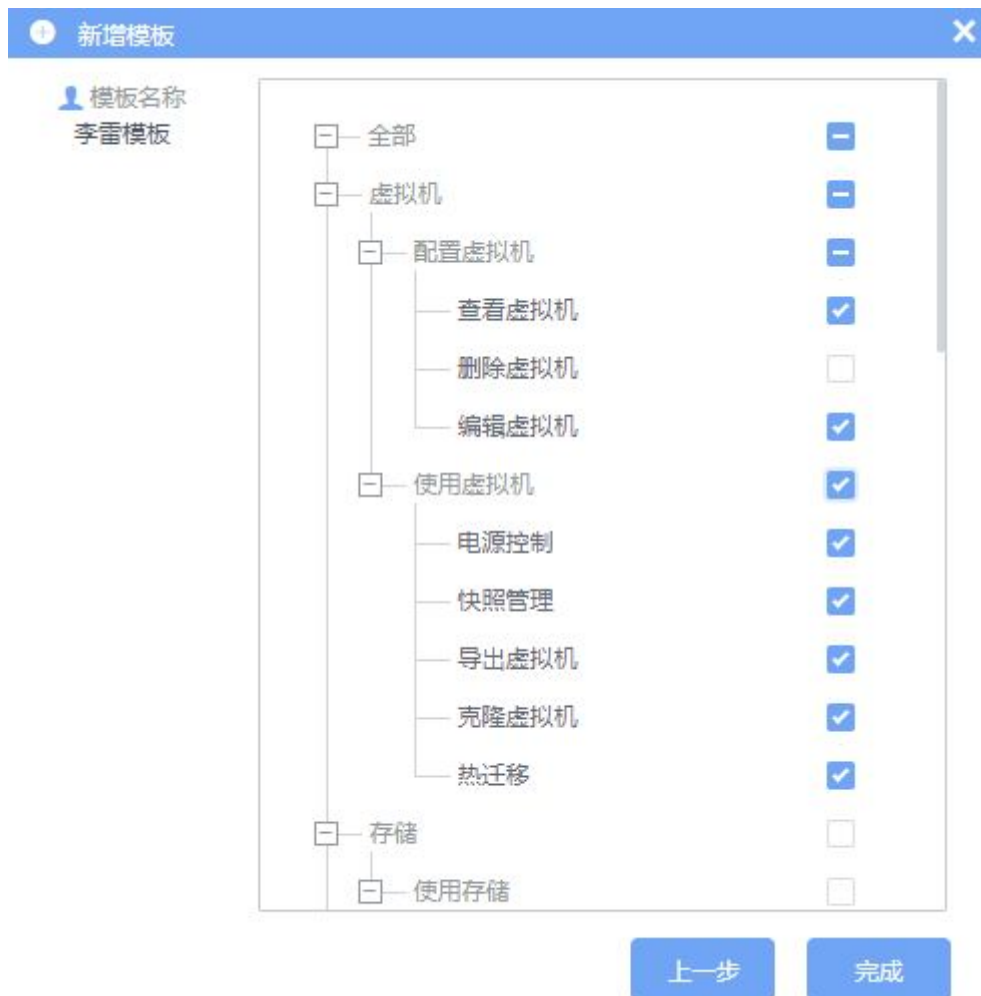 新增模板
模板名称
李雷模板
全部
虚拟机
配置虚拟机
查看虚拟机
删除虚拟机
编辑虚拟机
使用虚拟机
电源控制
快照管理
导出虚拟机
克隆虚拟机
热迁移
存储
使用存储
上一步
完成